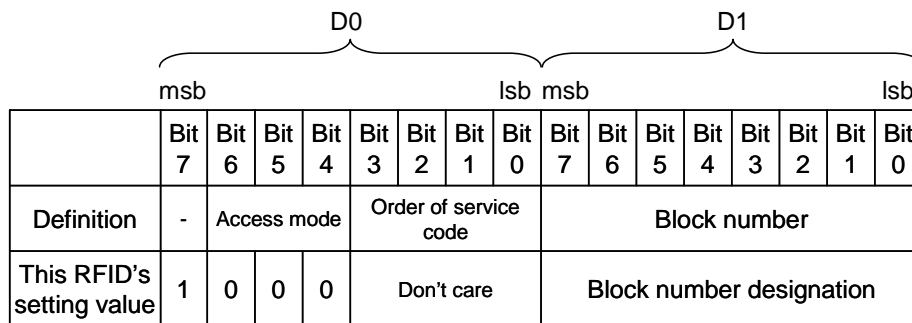 D0 D1
msb lsb msb lsb
Bit 7 Bit 6 Bit 5 Bit 4 Bit 3 Bit 2 Bit 1 Bit 0 Bit 7 Bit 6 Bit 5 Bit 4 Bit 3 Bit 2 Bit 1 Bit 0
Definition - Access mode Order of service code Block number
This RFID's setting value 1 0 0 0 Don't care Block number designation